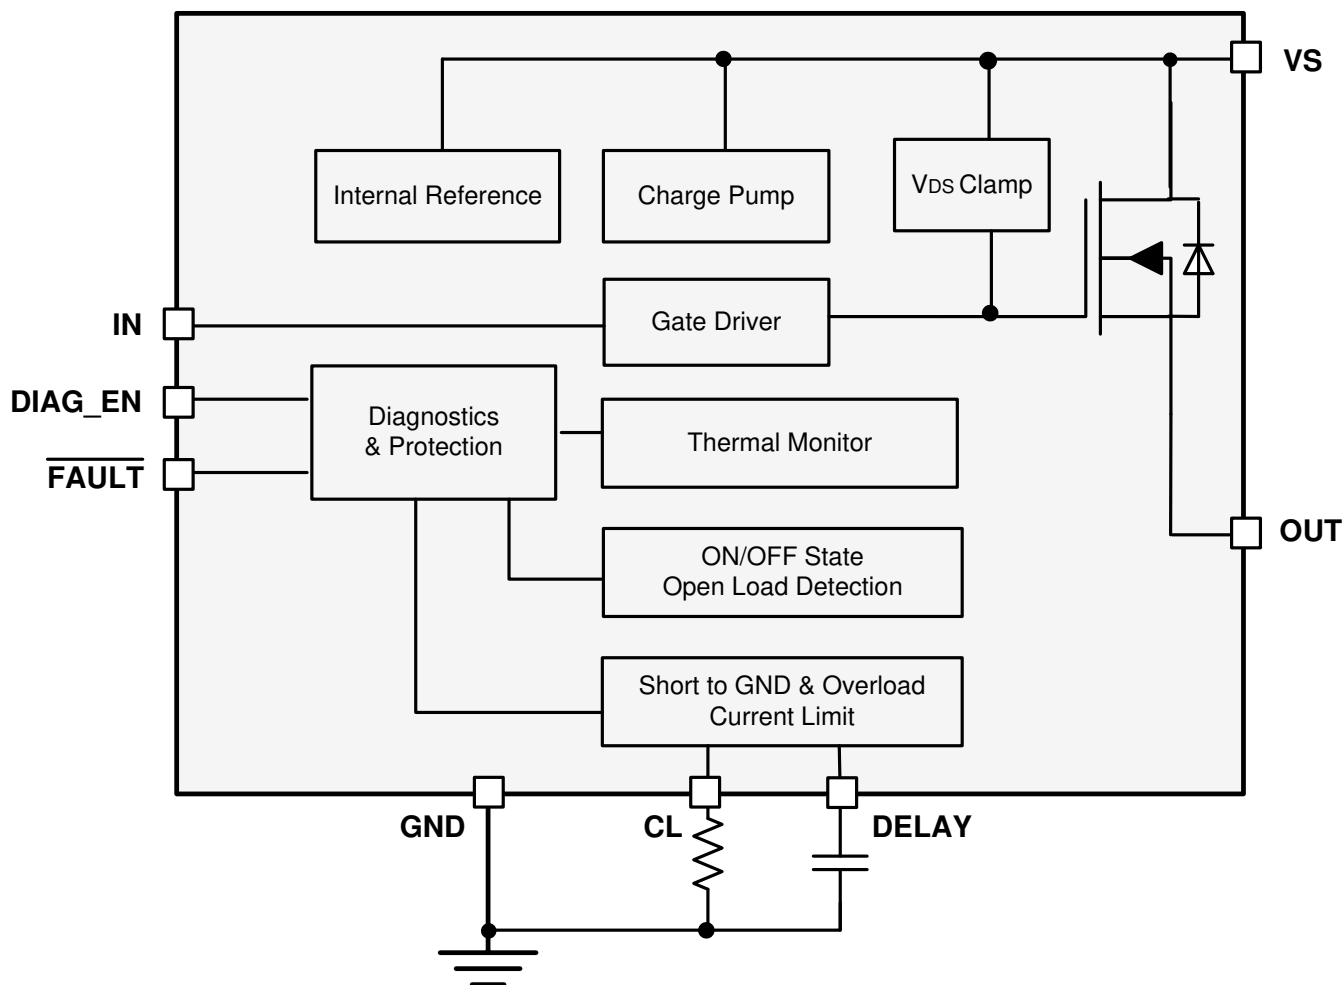 VS
Internal Reference
Charge Pump
VDS Clamp
IN
Gate Driver
DIAG_EN
Diagnostics
& Protection
Thermal Monitor
FAULT
ON/OFF State
Open Load Detection
OUT
Short to GND & Overload
Current Limit
GND
CL
DELAY